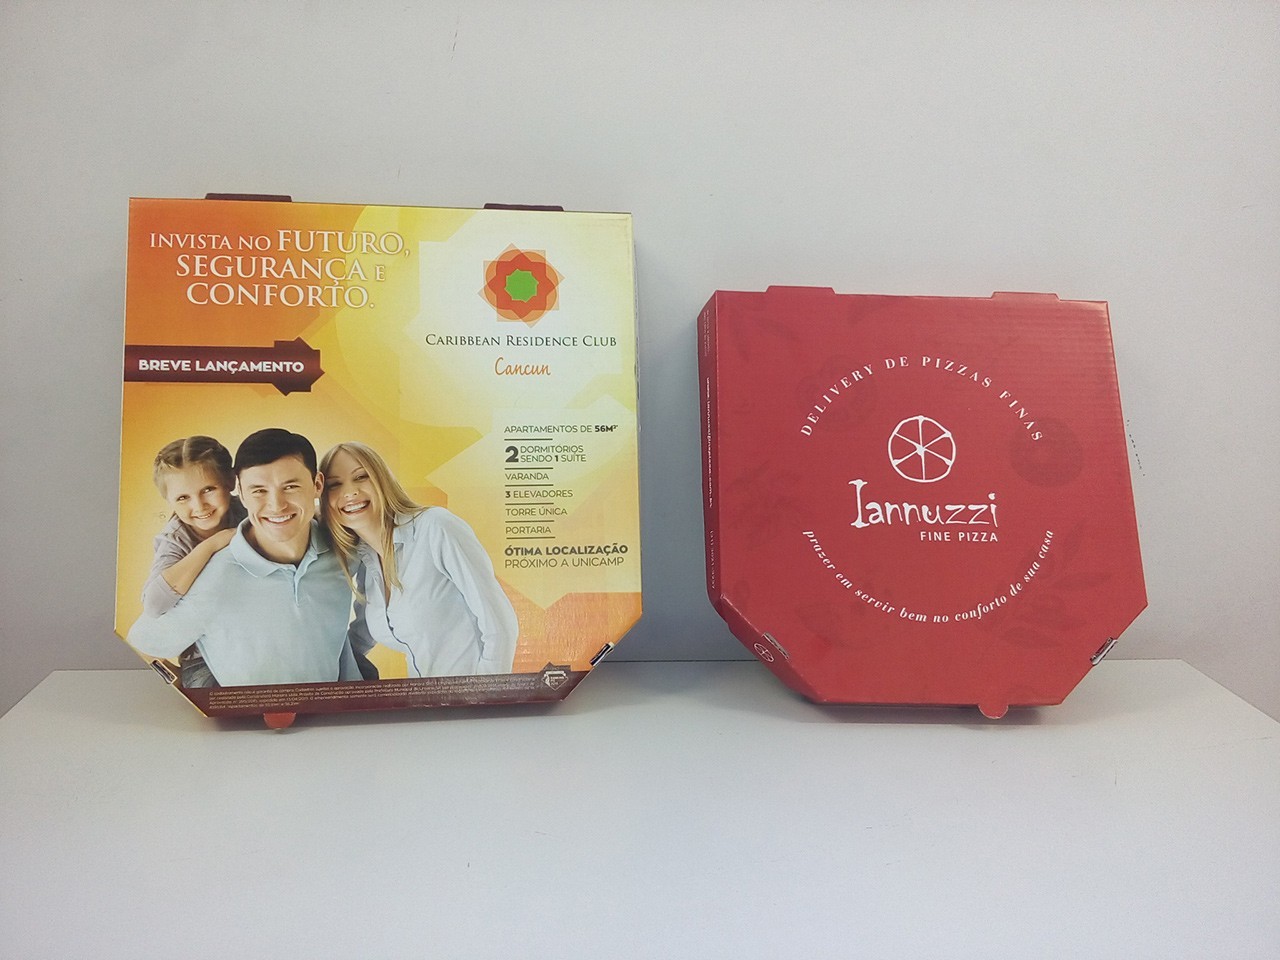 INVISTA NO FUTURO,
SEGURANÇA E
CONFORTO.
BREVE LANÇAMENTO
CARIBBEAN RESIDENCE CLUB
Cancun
APARTAMENTOS DE 56M²*
2 DORMITÓRIOS
SENDO 1 SUÍTE
VARANDA
3 ELEVADORES
TORRE ÚNICA
PORTARIA
ÓTIMA LOCALIZAÇÃO
PRÓXIMO A UNICAMP
DELIVERY DE PIZZAS FINAS
Iannuzzi
FINE PIZZA
prazer em servir bem no conforto de sua casa